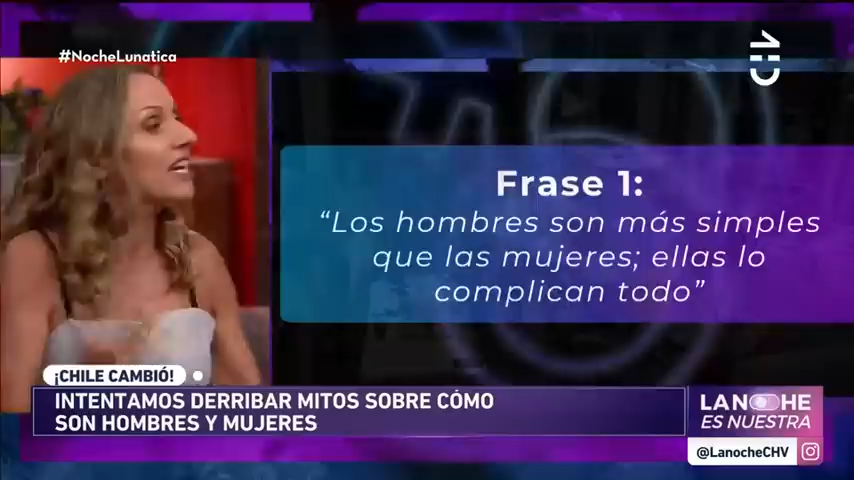 #NocheLunatica
CHV
Frase 1:
“Los hombres son más simples
que las mujeres; ellas lo
complican todo”
¡CHILE CAMBIÓ!
INTENTAMOS DERRIBAR MITOS SOBRE CÓMO
SON HOMBRES Y MUJERES
LA NOCHE
ES NUESTRA
@LanocheCHV